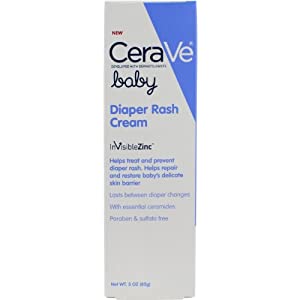 NEW
CeraVe
DEVELOPED WITH DERMATOLOGISTS
baby
Diaper Rash
Cream
InVisibleZinc™
Helps treat and prevent
diaper rash. Helps repair
and restore baby's delicate
skin barrier
Lasts between diaper changes
With essential ceramides
Paraben & sulfate free
Net WT. 3 OZ (85g)